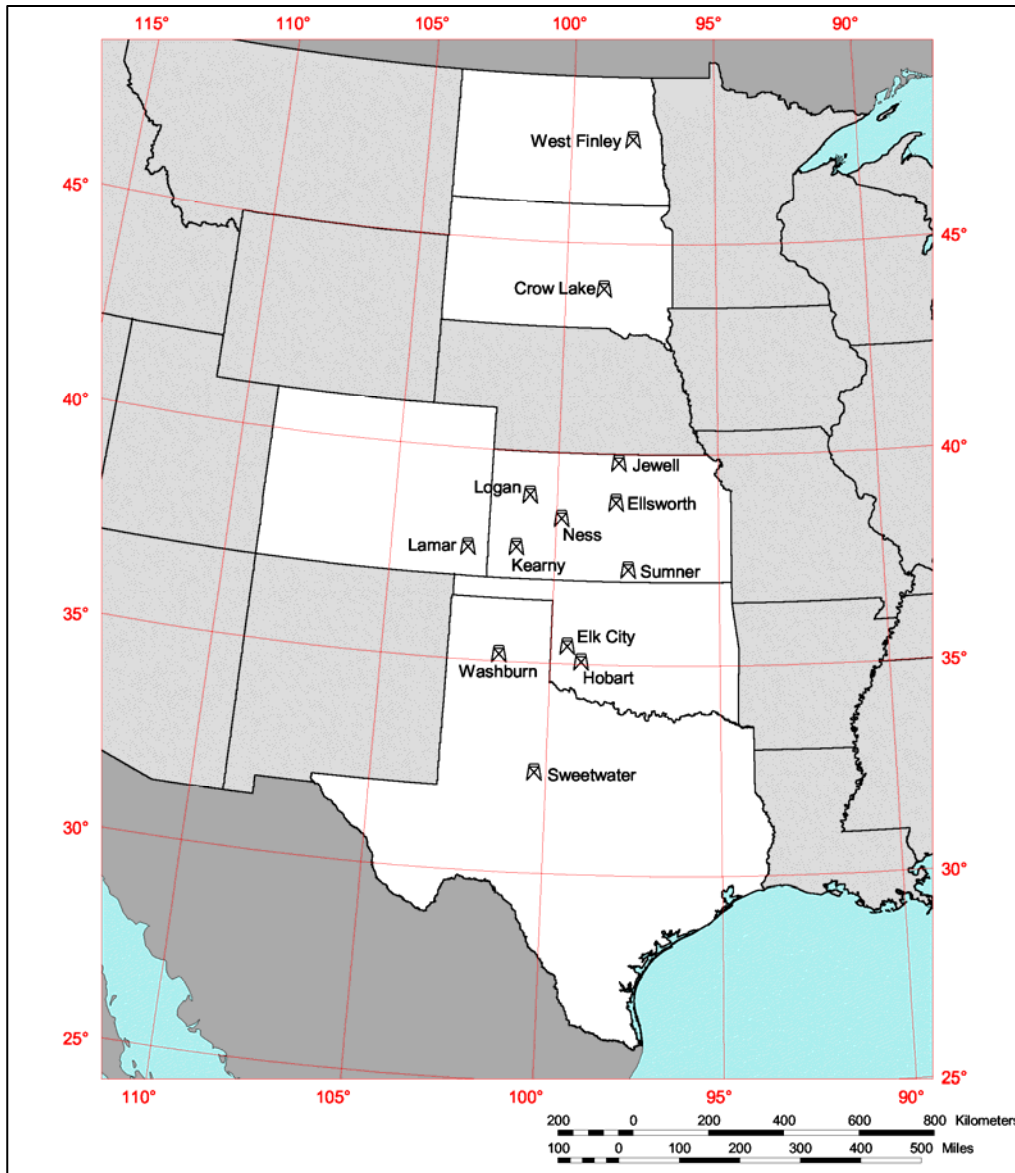 115° 110° 105° 100° 95° 90°
West Finley
45°
45°
Crow Lake
40°
40°
Jewell
Logan
Ellsworth
Ness
Lamar
Kearny
Sumner
35°
35°
Elk City
Washburn
Hobart
Sweetwater
30°
30°
25°
25°
110° 105° 100° 95° 90°
200 0 200 400 600 800 Kilometers
100 0 100 200 300 400 500 Miles